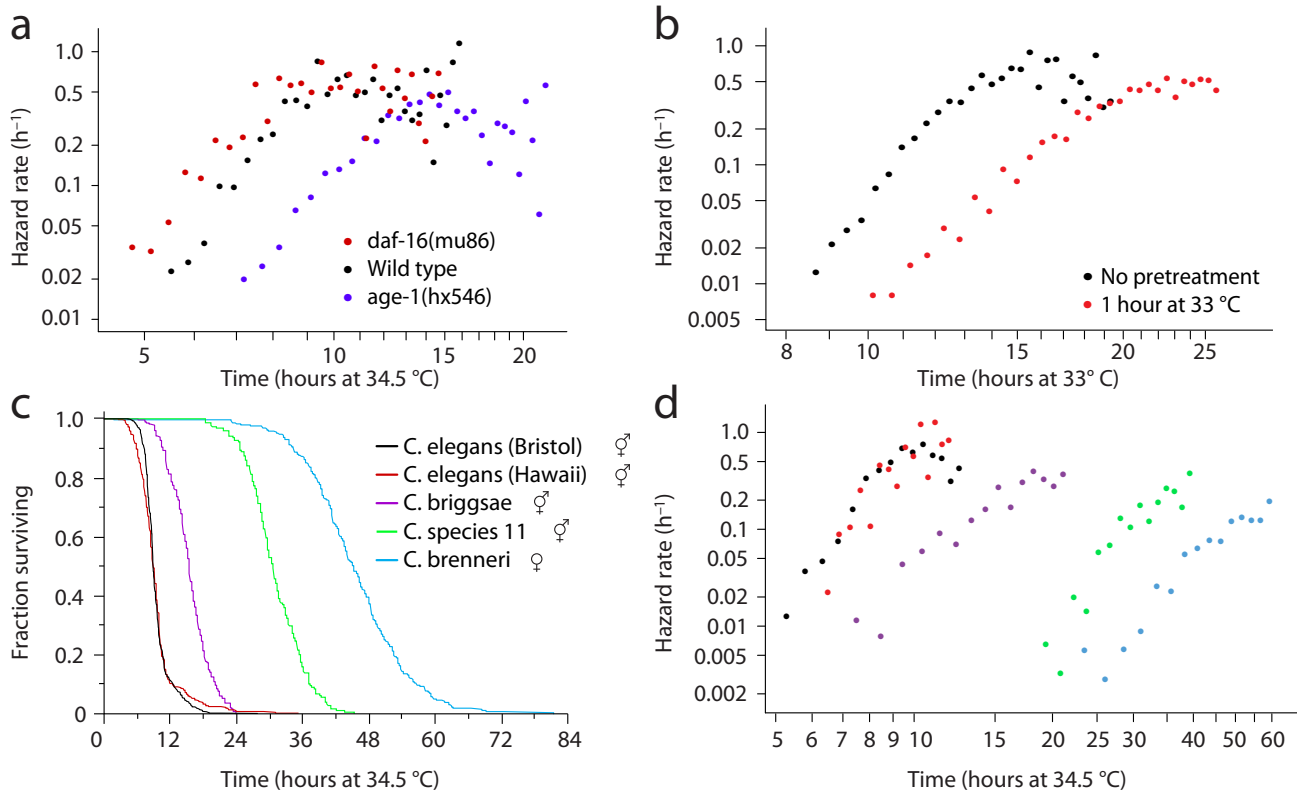 a
Hazard rate (h⁻¹)
1.0
0.5
0.2
0.1
0.05
0.02
0.01
daf-16(mu86)
Wild type
age-1(hx546)
5
10
15
20
Time (hours at 34.5 °C)
b
Hazard rate (h⁻¹)
1.0
0.5
0.1
0.05
0.01
0.005
No pretreatment
1 hour at 33 °C
8
10
15
20
25
Time (hours at 33° C)
c
Fraction surviving
1.0
0.8
0.6
0.4
0.2
0
C. elegans (Bristol) ⚥
C. elegans (Hawaii) ⚥
C. briggsae ⚥
C. species 11 ⚥
C. brenneri ♀
0
12
24
36
48
60
72
84
Time (hours at 34.5 °C)
d
Hazard rate (h⁻¹)
1.0
0.5
0.1
0.05
0.02
0.01
0.005
0.002
5
6
7
8
9
10
15
20
25
30
40
50
60
Time (hours at 34.5 °C)